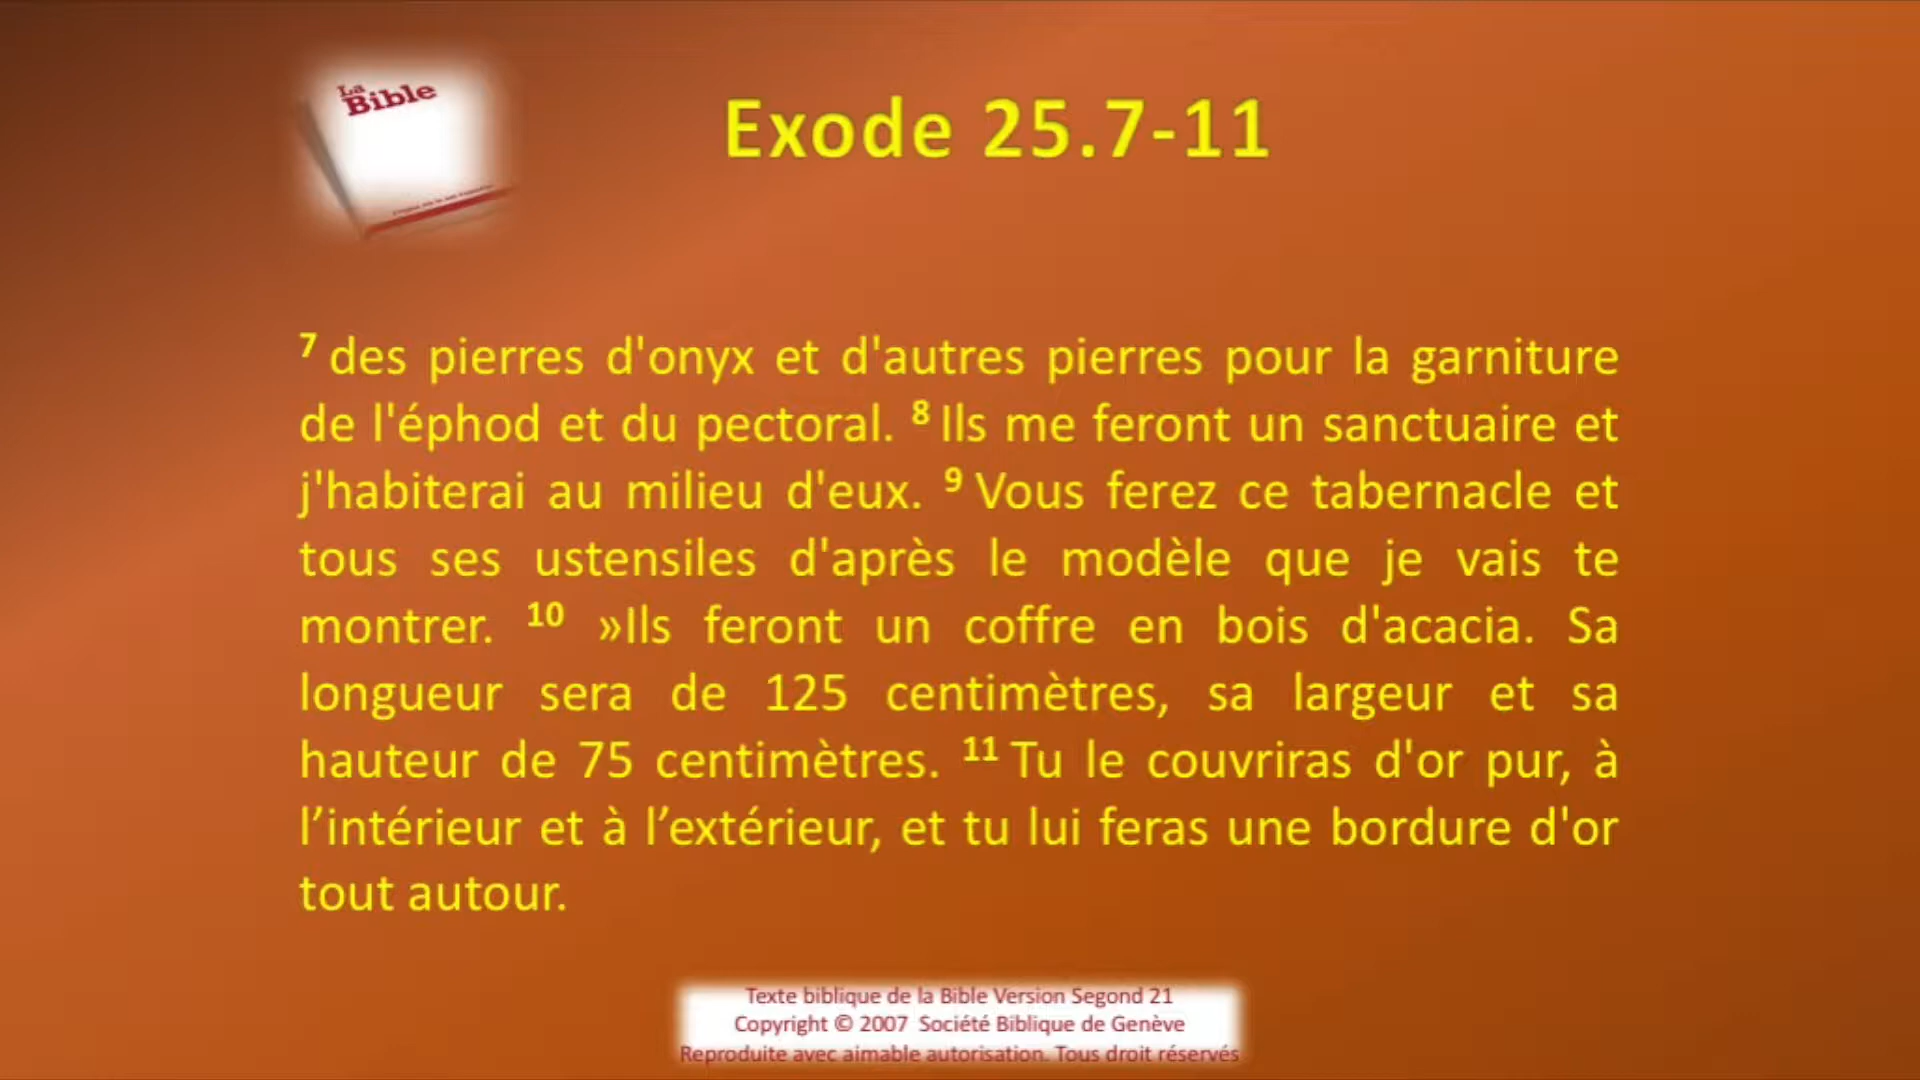 La
Bible
Exode 25.7-11
7 des pierres d'onyx et d'autres pierres pour la garniture
de l'éphod et du pectoral. 8 Ils me feront un sanctuaire et
j'habiterai au milieu d'eux. 9 Vous ferez ce tabernacle et
tous ses ustensiles d'après le modèle que je vais te
montrer. 10 »Ils feront un coffre en bois d'acacia. Sa
longueur sera de 125 centimètres, sa largeur et sa
hauteur de 75 centimètres. 11 Tu le couvriras d'or pur, à
l’intérieur et à l’extérieur, et tu lui feras une bordure d'or
tout autour.
Texte biblique de la Bible Version Segond 21
Copyright © 2007 Société Biblique de Genève
Reproduite avec aimable autorisation. Tous droit réservés